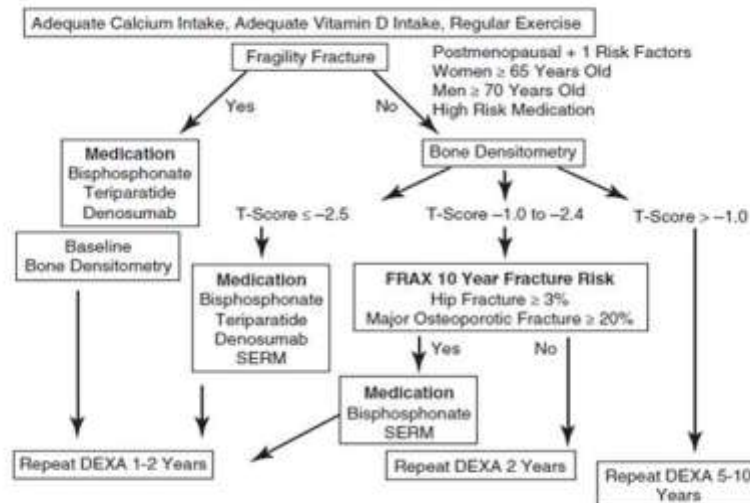 Adequate Calcium Intake, Adequate Vitamin D Intake, Regular Exercise
Fragility Fracture
Postmenopausal + 1 Risk Factors
Women ≥ 65 Years Old
Men ≥ 70 Years Old
High Risk Medication
Yes
No
Medication
Bisphosphonate
Teriparatide
Denosumab
Baseline
Bone Densitometry
Bone Densitometry
T-Score ≤ –2.5
T-Score –1.0 to –2.4
T-Score > –1.0
Medication
Bisphosphonate
Teriparatide
Denosumab
SERM
FRAX 10 Year Fracture Risk
Hip Fracture ≥ 3%
Major Osteoporotic Fracture ≥ 20%
Yes
No
Medication
Bisphosphonate
SERM
Repeat DEXA 1-2 Years
Repeat DEXA 2 Years
Repeat DEXA 5-10
Years